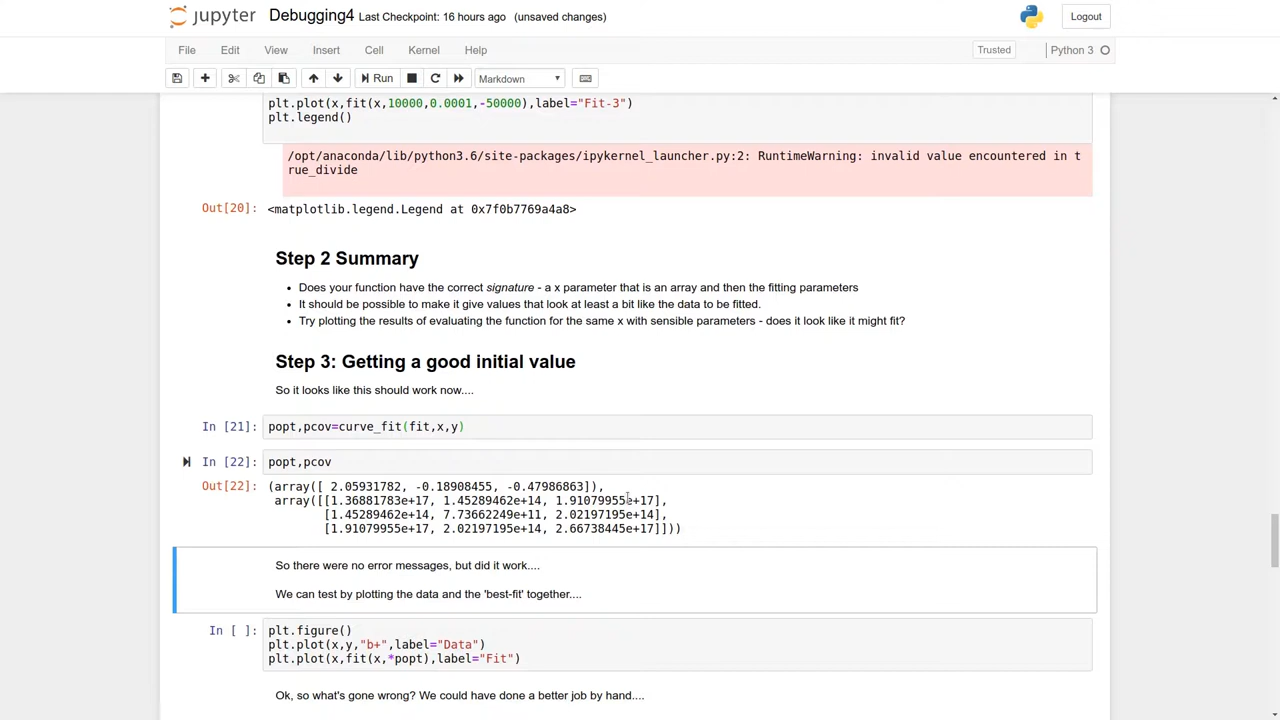 jupyter Debugging4 Last Checkpoint: 16 hours ago (unsaved changes) Logout
File Edit View Insert Cell Kernel Help Trusted Python 3
Run Markdown
plt.plot(x,fit(x,10000,0.0001,-50000),label="Fit-3")
plt.legend()
/opt/anaconda/lib/python3.6/site-packages/ipykernel_launcher.py:2: RuntimeWarning: invalid value encountered in t
rue_divide
Out[20]: <matplotlib.legend.Legend at 0x7f0b7769a4a8>
Step 2 Summary
• Does your function have the correct signature - a x parameter that is an array and then the fitting parameters
• It should be possible to make it give values that look at least a bit like the data to be fitted.
• Try plotting the results of evaluating the function for the same x with sensible parameters - does it look like it might fit?
Step 3: Getting a good initial value
So it looks like this should work now....
In [21]: popt,pcov=curve_fit(fit,x,y)
In [22]: popt,pcov
Out[22]: (array([ 2.05931782, -0.18908455, -0.47986863]),
array([[1.36881783e+17, 1.45289462e+14, 1.91079955e+17],
[1.45289462e+14, 7.73662249e+11, 2.02197195e+14],
[1.91079955e+17, 2.02197195e+14, 2.66738445e+17]]))
So there were no error messages, but did it work....
We can test by plotting the data and the 'best-fit' together....
In [ ]: plt.figure()
plt.plot(x,y,"b+",label="Data")
plt.plot(x,fit(x,*popt),label="Fit")
Ok, so what's gone wrong? We could have done a better job by hand....